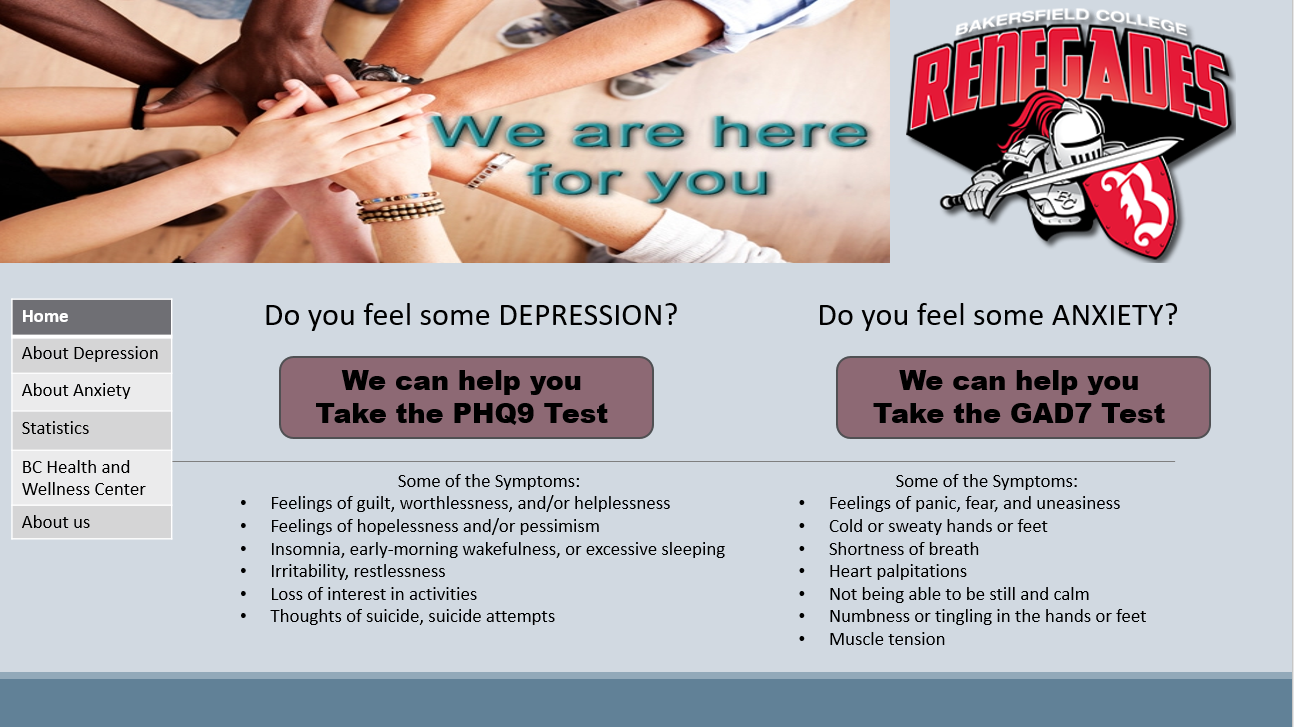 We are here
for you
BAKERSFIELD COLLEGE
RENEGADES
BC
B
Home
About Depression
About Anxiety
Statistics
BC Health and
Wellness Center
About us
Do you feel some DEPRESSION?
We can help you
Take the PHQ9 Test
Some of the Symptoms:
• Feelings of guilt, worthlessness, and/or helplessness
• Feelings of hopelessness and/or pessimism
• Insomnia, early-morning wakefulness, or excessive sleeping
• Irritability, restlessness
• Loss of interest in activities
• Thoughts of suicide, suicide attempts
Do you feel some ANXIETY?
We can help you
Take the GAD7 Test
Some of the Symptoms:
• Feelings of panic, fear, and uneasiness
• Cold or sweaty hands or feet
• Shortness of breath
• Heart palpitations
• Not being able to be still and calm
• Numbness or tingling in the hands or feet
• Muscle tension